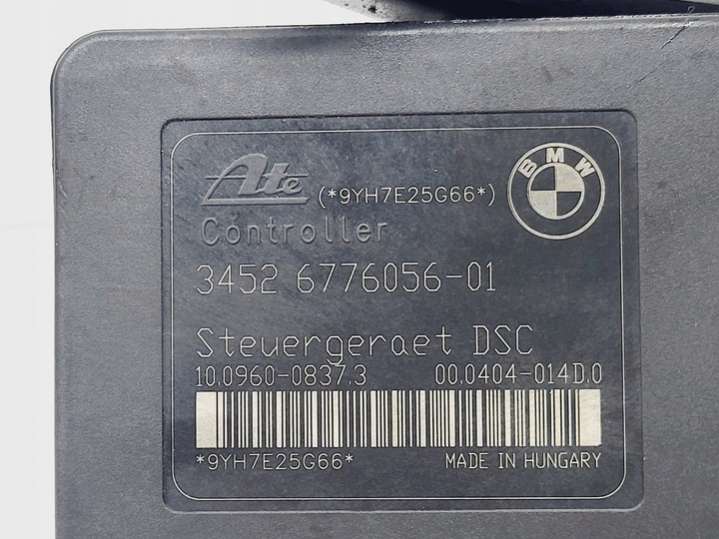 Ate (*9YH7E25G66*)
BMW
Controller
3452 6776056-01
Steuergeraet DSC
10.0960-0837.3 00.0404-014D.0
*9YH7E25G66* MADE IN HUNGARY